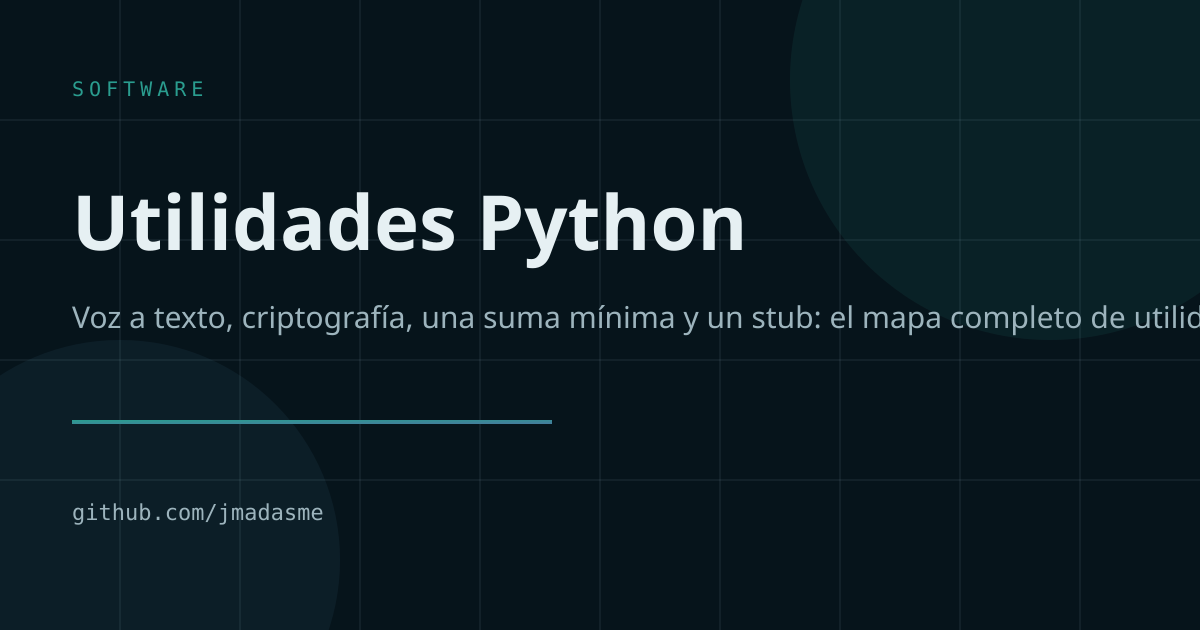 SOFTWARE
Utilidades Python
Voz a texto, criptografía, una suma mínima y un stub: el mapa completo de utilid
github.com/jmadasme